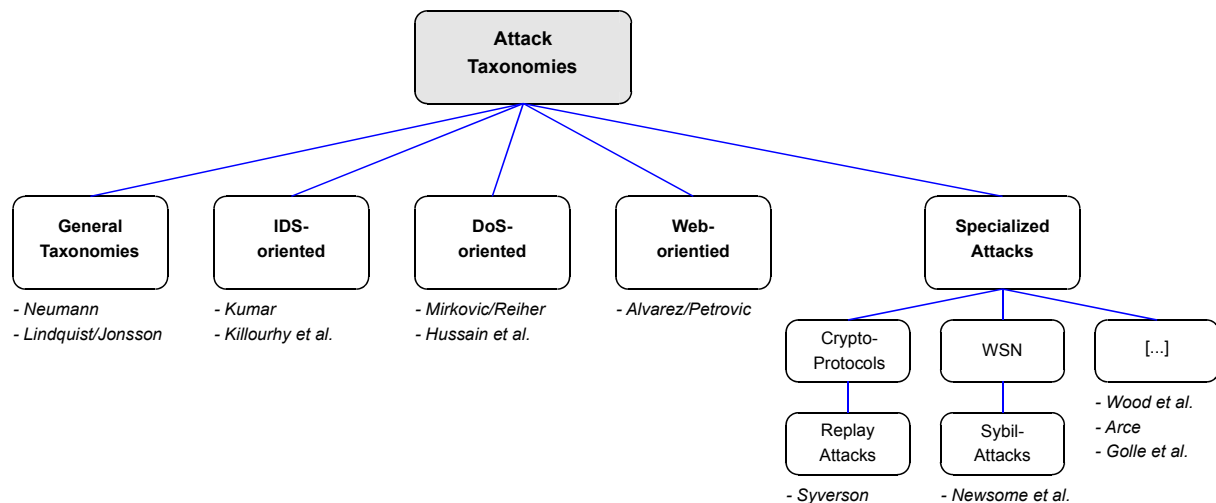 Attack
Taxonomies
General
Taxonomies
IDS-
oriented
DoS-
oriented
Web-
orientied
Specialized
Attacks
- Neumann
- Lindquist/Jonsson
- Kumar
- Killourhy et al.
- Mirkovic/Reiher
- Hussain et al.
- Alvarez/Petrovic
Crypto-
Protocols
WSN
[...]
Replay
Attacks
Sybil-
Attacks
- Wood et al.
- Arce
- Golle et al.
- Syverson
- Newsome et al.